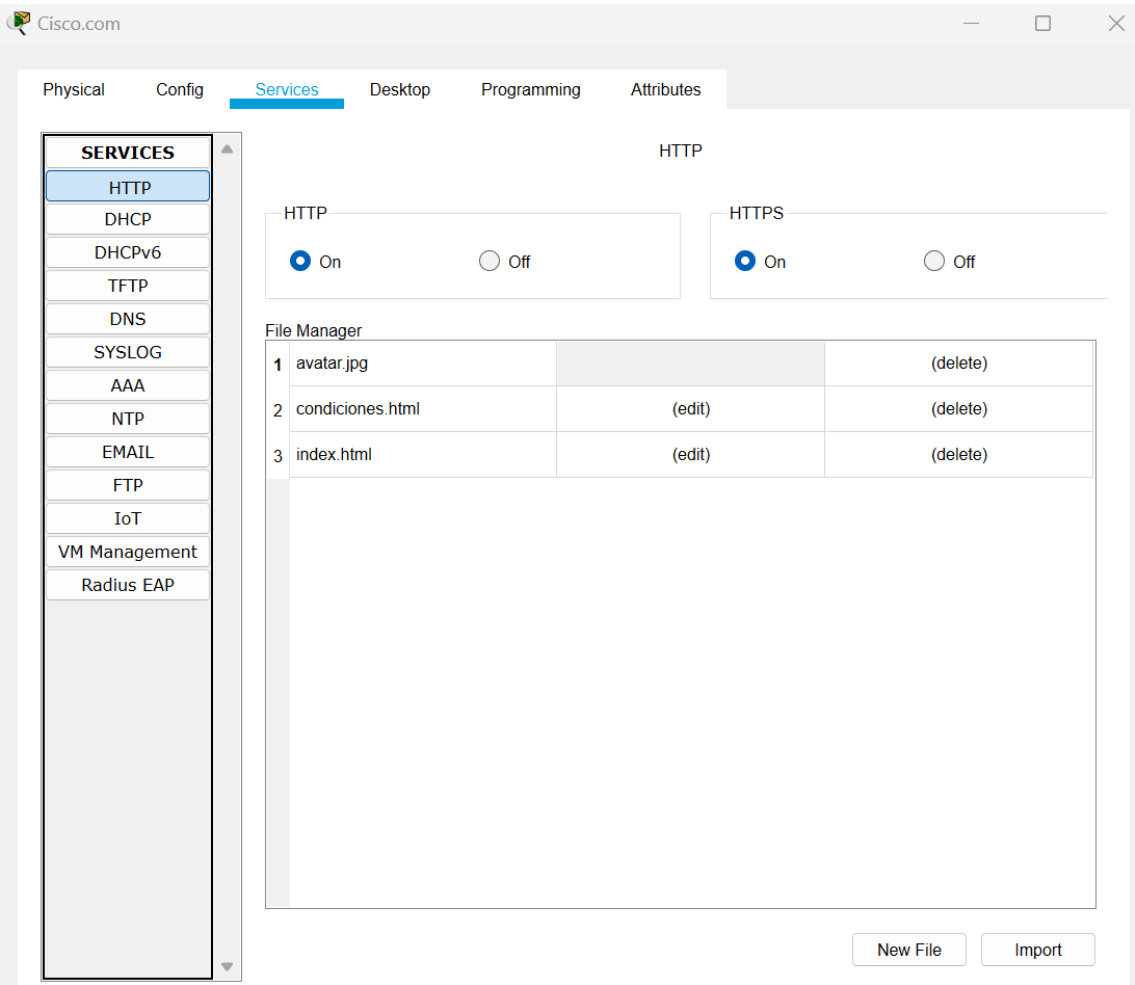 Cisco.com
Physical Config Services Desktop Programming Attributes
SERVICES
HTTP
DHCP
DHCPv6
TFTP
DNS
SYSLOG
AAA
NTP
EMAIL
FTP
IoT
VM Management
Radius EAP
HTTP
HTTP
On Off
HTTPS
On Off
File Manager
1 avatar.jpg (delete)
2 condiciones.html (edit) (delete)
3 index.html (edit) (delete)
New File Import